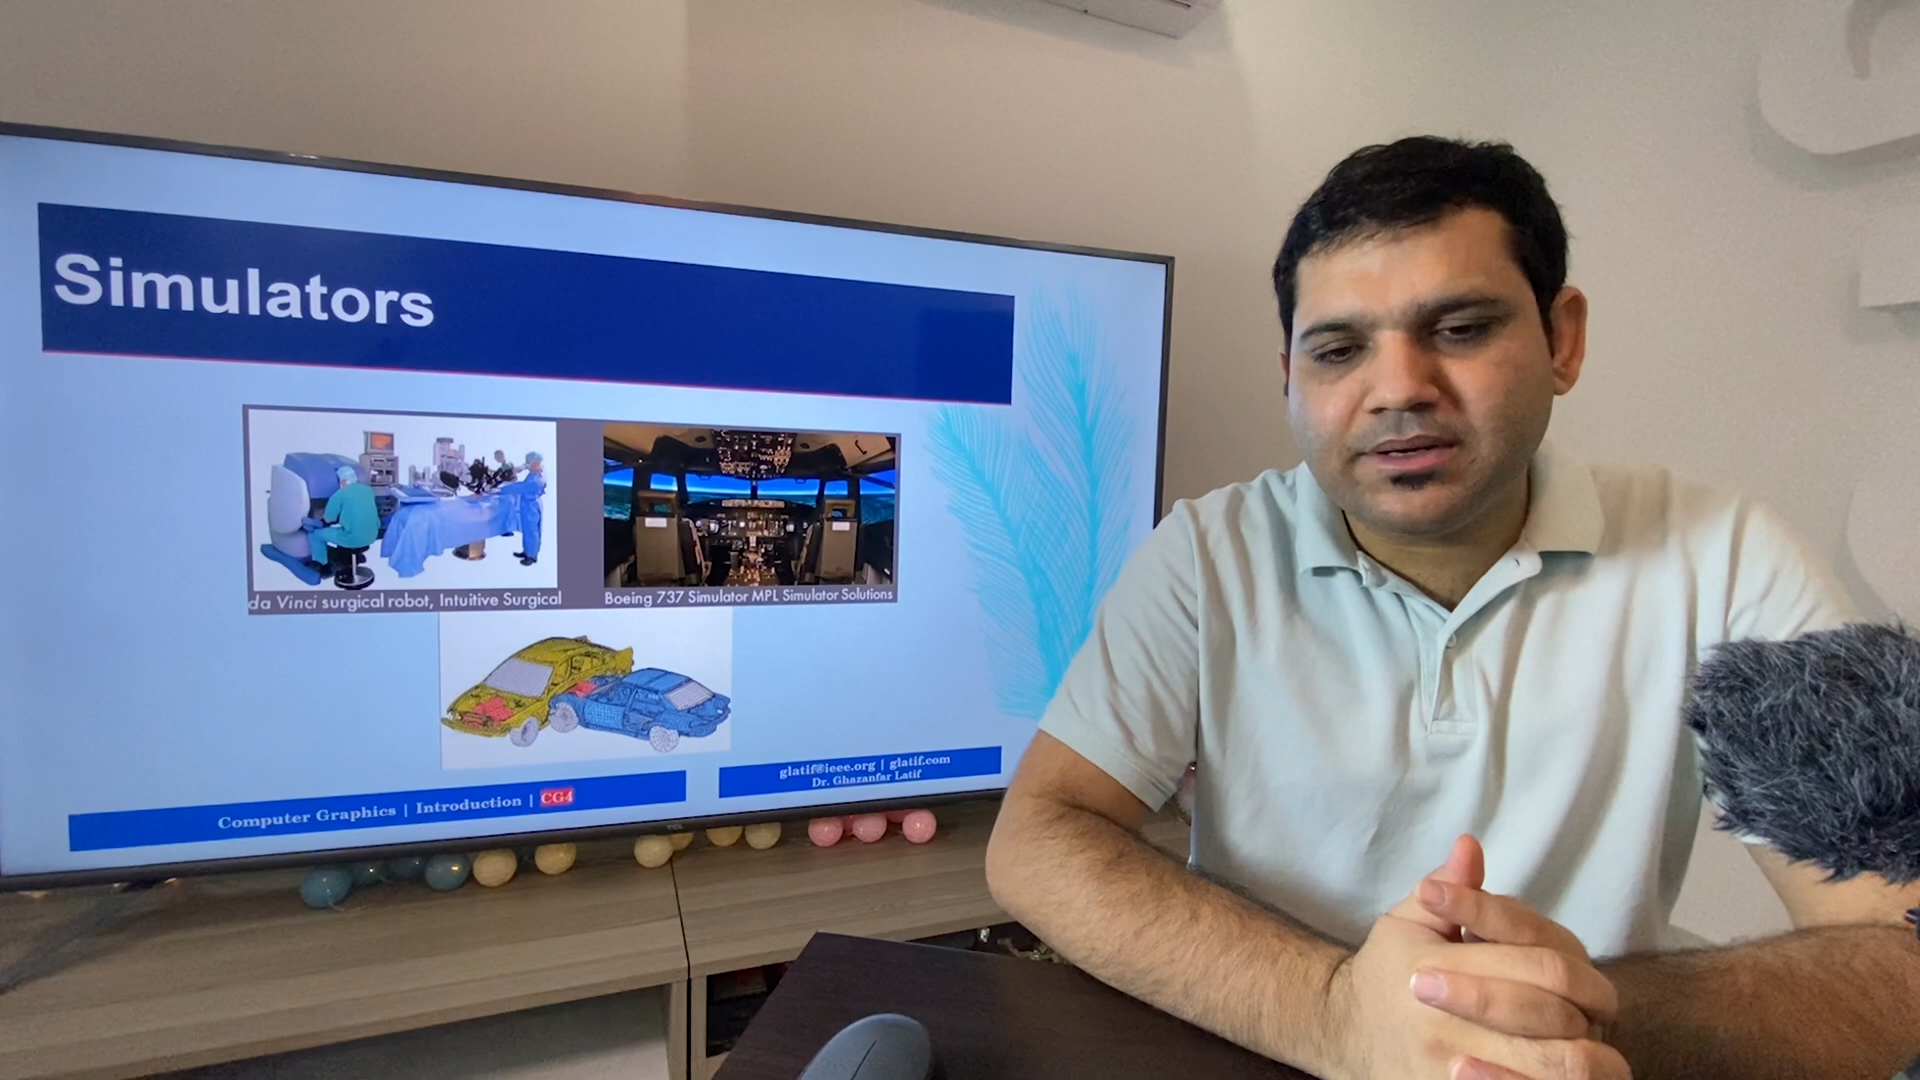 Simulators
da Vinci surgical robot, Intuitive Surgical
Boeing 737 Simulator MPL Simulator Solutions
Computer Graphics | Introduction | CG4
glatif@ieee.org | glatif.com
Dr. Ghazanfar Latif
TCL